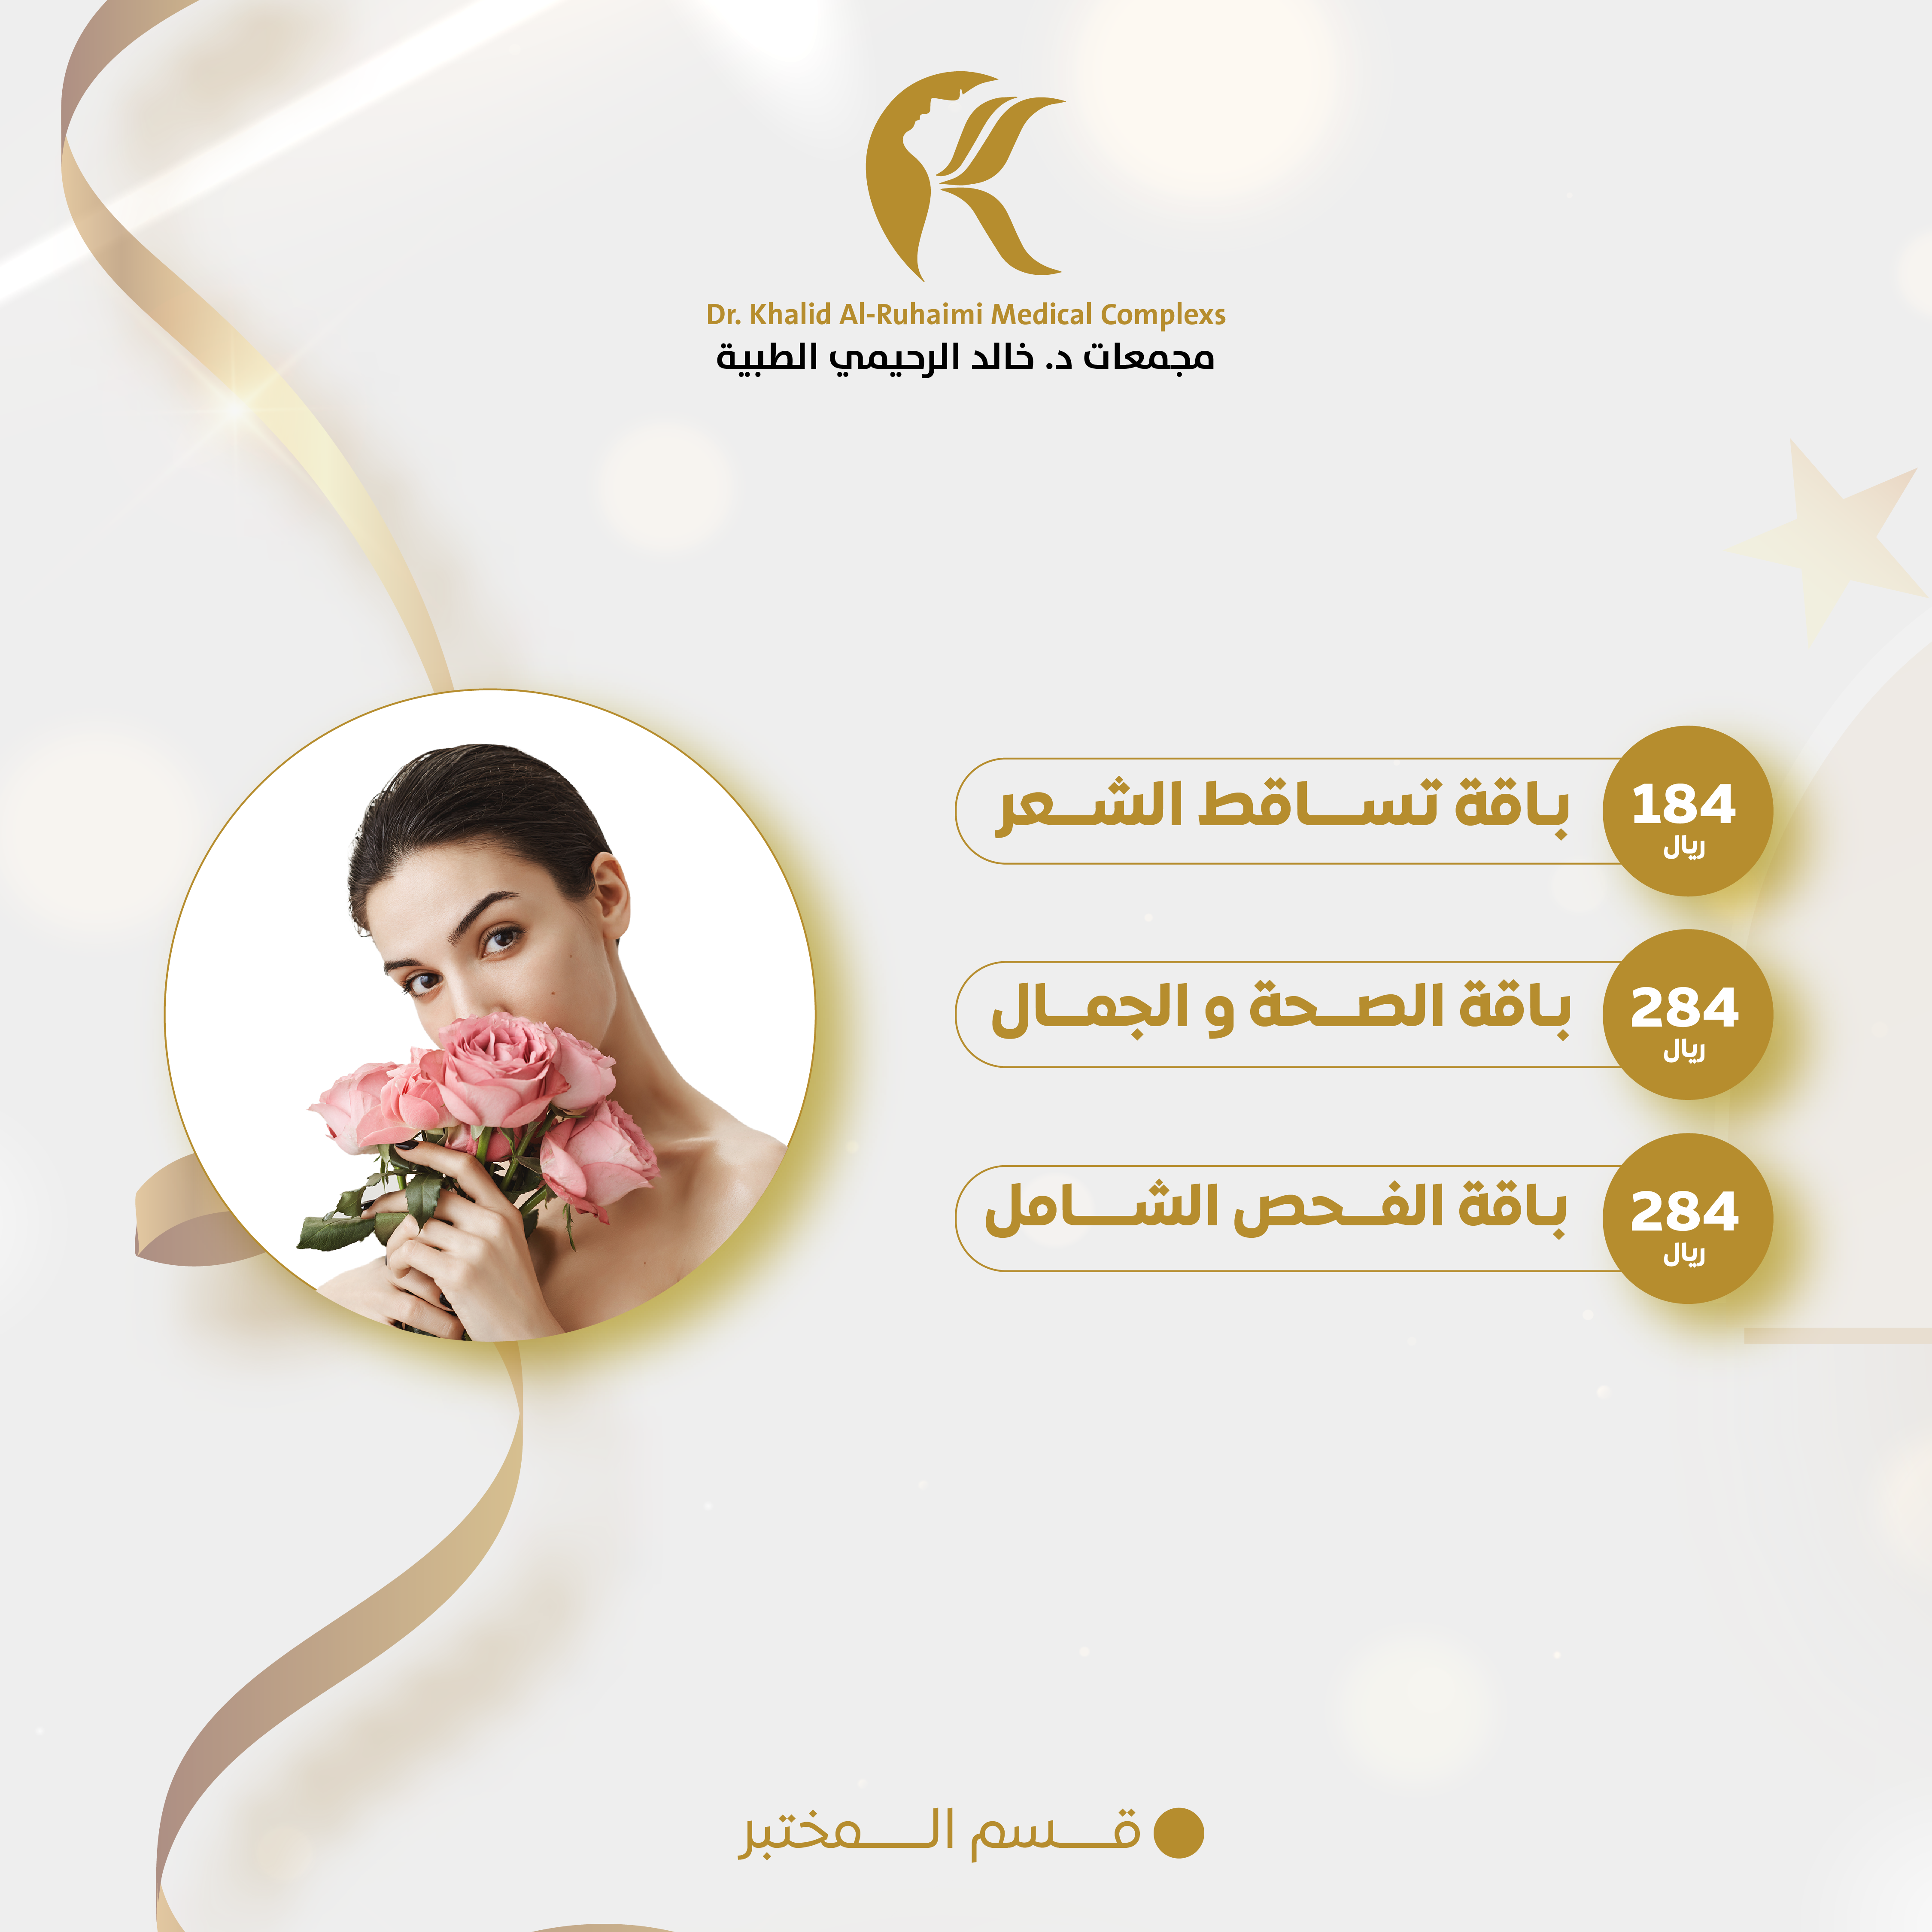 Dr. Khalid Al-Ruhaimi Medical Complexs
مجمعات د. خالد الرحيمي الطبية
184
ريال
باقة تساقط الشعر
284
ريال
باقة الصحة و الجمال
284
ريال
باقة الفحص الشامل
قسم المختبر